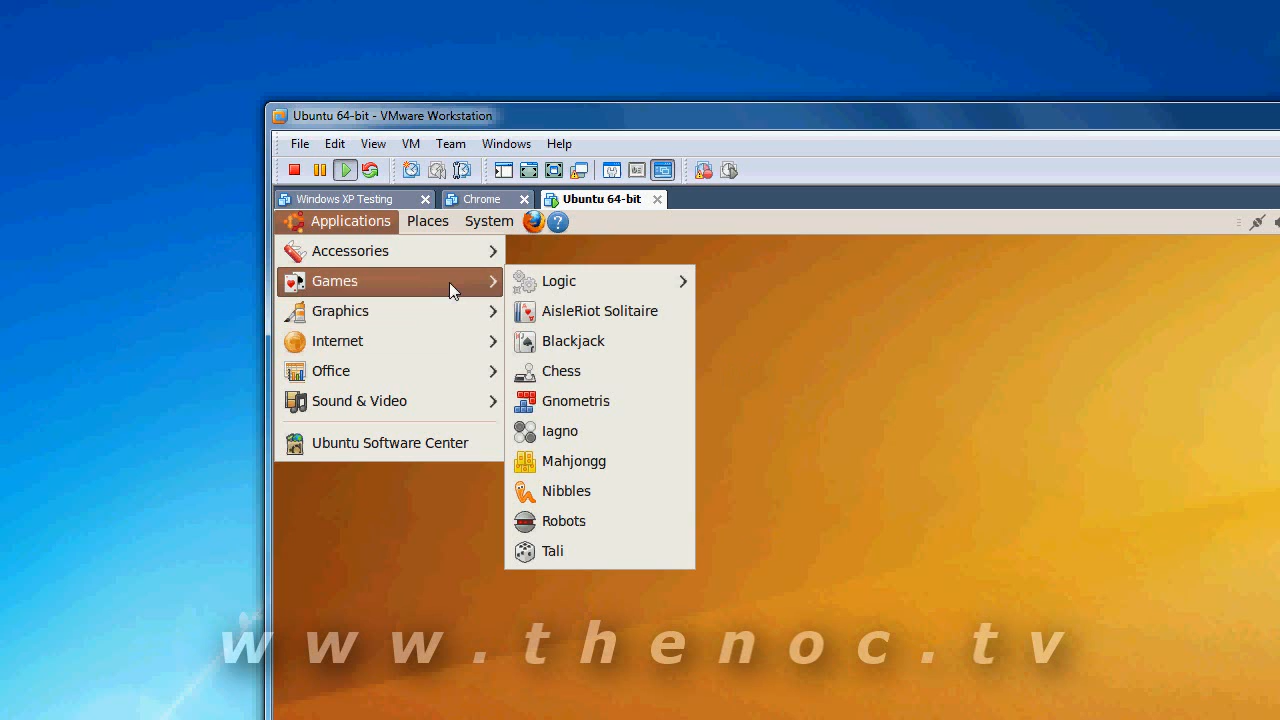 Ubuntu 64-bit - VMware Workstation
File Edit View VM Team Windows Help
Windows XP Testing Chrome Ubuntu 64-bit
Applications Places System
Accessories
Games
Graphics
Internet
Office
Sound & Video
Ubuntu Software Center
Logic
AisleRiot Solitaire
Blackjack
Chess
Gnometris
Iagno
Mahjongg
Nibbles
Robots
Tali
www.thenoc.tv